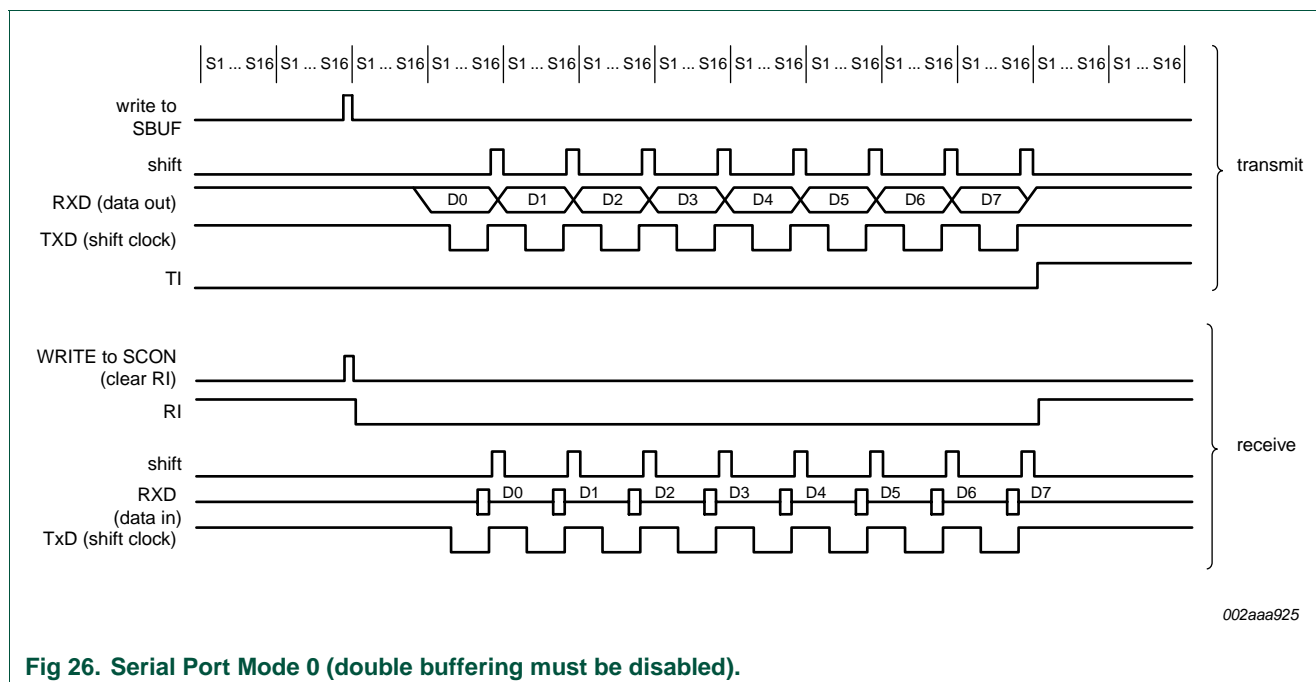 S1 ... S16 S1 ... S16 S1 ... S16 S1 ... S16 S1 ... S16 S1 ... S16 S1 ... S16 S1 ... S16 S1 ... S16 S1 ... S16 S1 ... S16 S1 ... S16 S1 ... S16
write to
SBUF
shift
RXD (data out) D0 D1 D2 D3 D4 D5 D6 D7
TXD (shift clock)
TI
transmit
WRITE to SCON
(clear RI)
RI
shift
RXD
(data in)
D0 D1 D2 D3 D4 D5 D6 D7
TxD (shift clock)
receive
002aaa925
Fig 26. Serial Port Mode 0 (double buffering must be disabled).